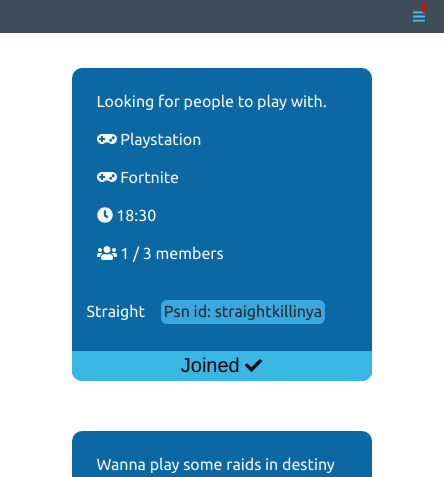 Looking for people to play with.
Playstation
Fortnite
18:30
1 / 3 members
Straight Psn id: straightkillinya
Joined
Wanna play some raids in destiny